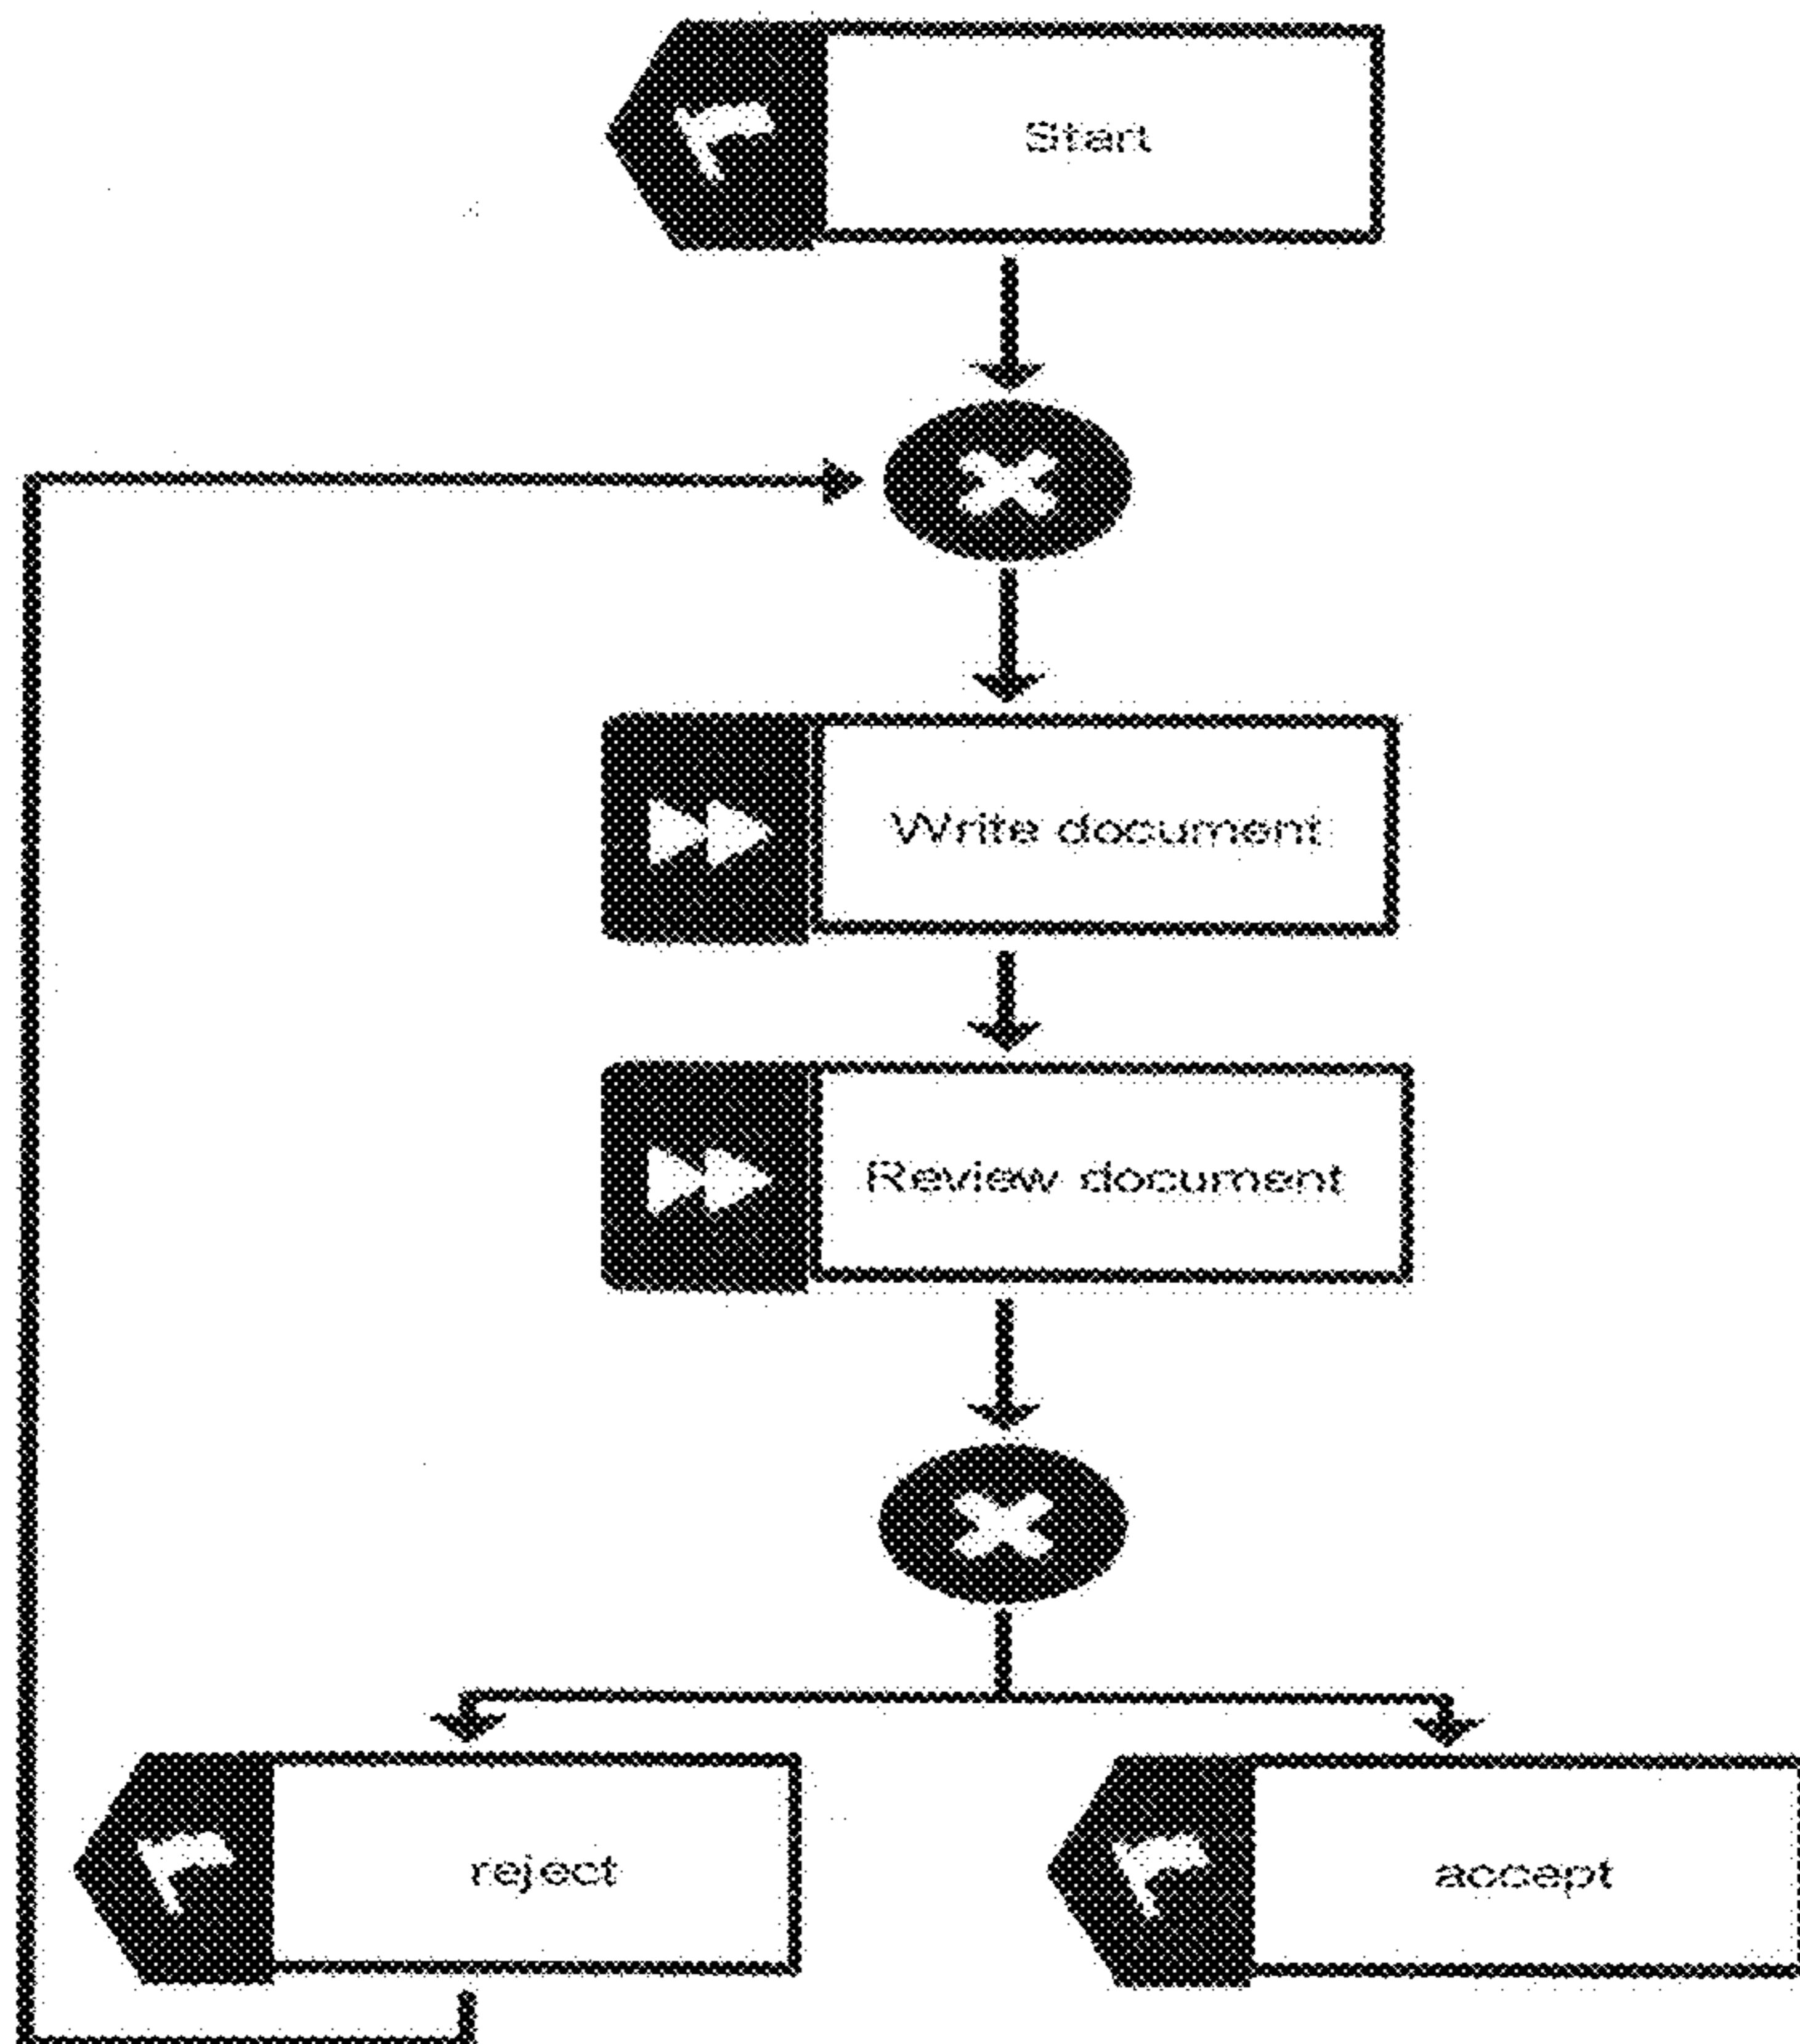 Start
Write document
Review document
reject
accept